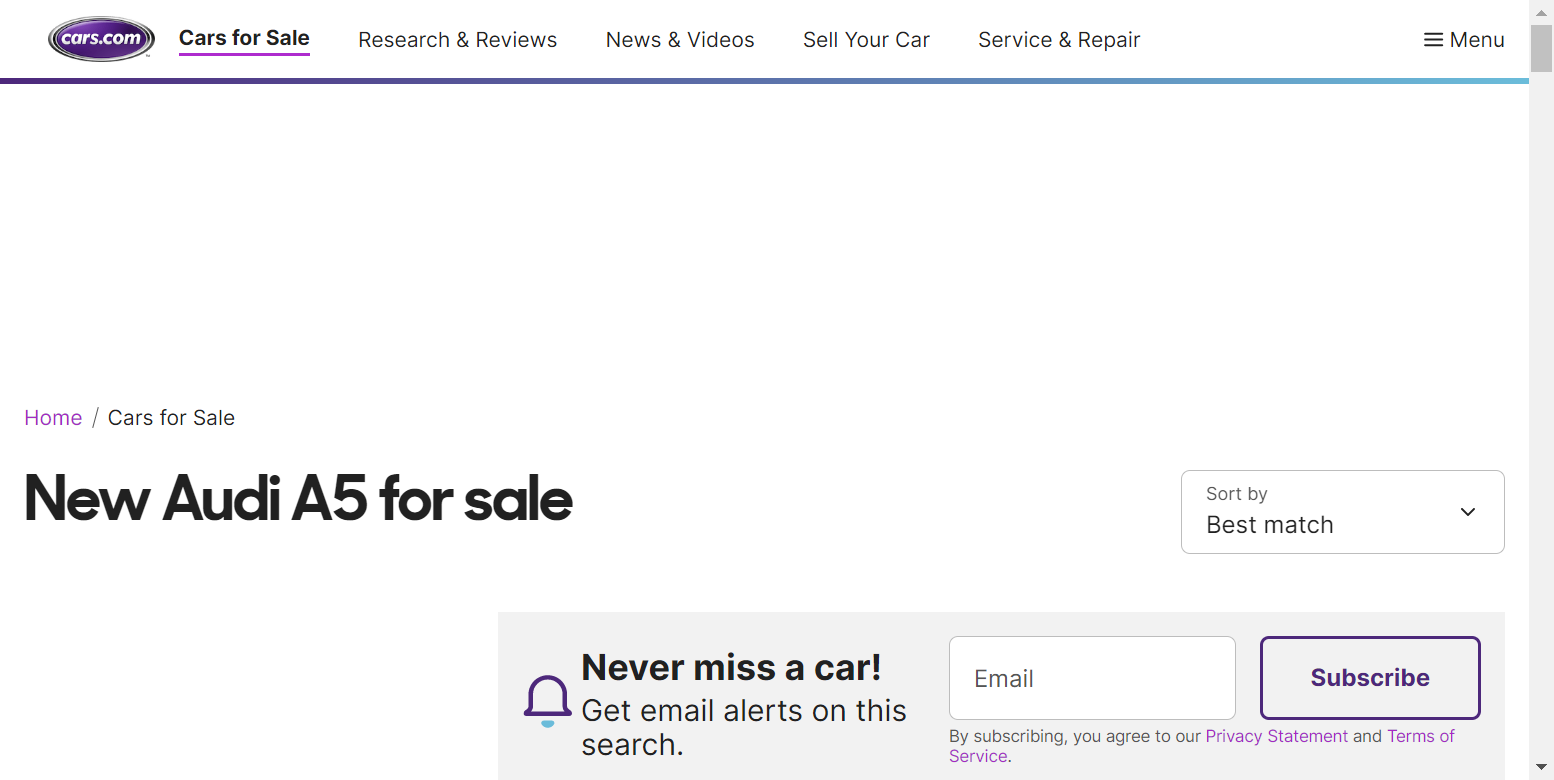 cars.com Cars for Sale Research & Reviews News & Videos Sell Your Car Service & Repair Menu
Home / Cars for Sale
New Audi A5 for sale
Sort by
Best match
Never miss a car!
Get email alerts on this
search.
Email
Subscribe
By subscribing, you agree to our Privacy Statement and Terms of
Service.